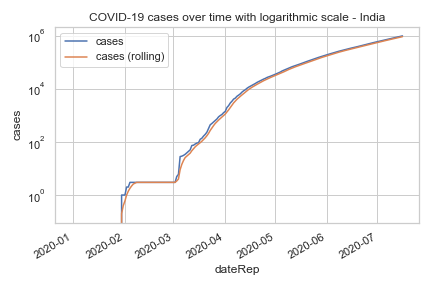 COVID-19 cases over time with logarithmic scale - India
cases
cases (rolling)
10^6
10^4
10^2
10^0
cases
2020-01
2020-02
2020-03
2020-04
2020-05
2020-06
2020-07
dateRep